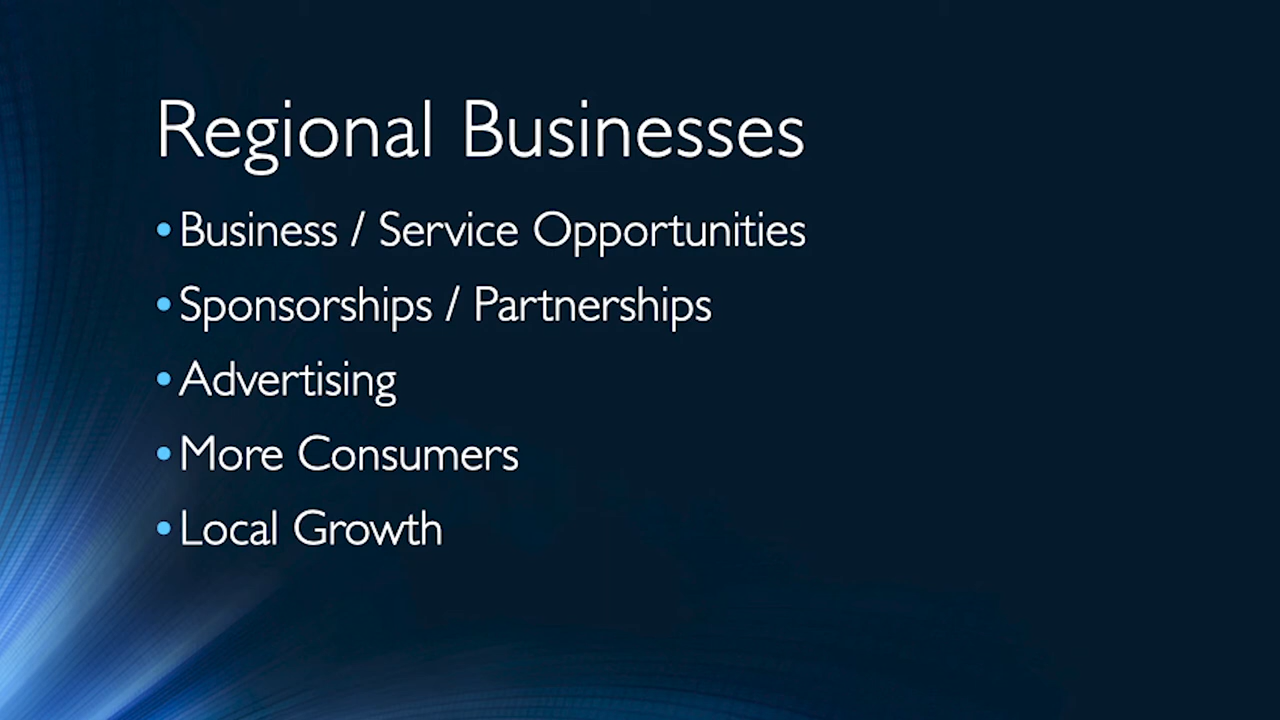 Regional Businesses
• Business / Service Opportunities
• Sponsorships / Partnerships
• Advertising
• More Consumers
• Local Growth